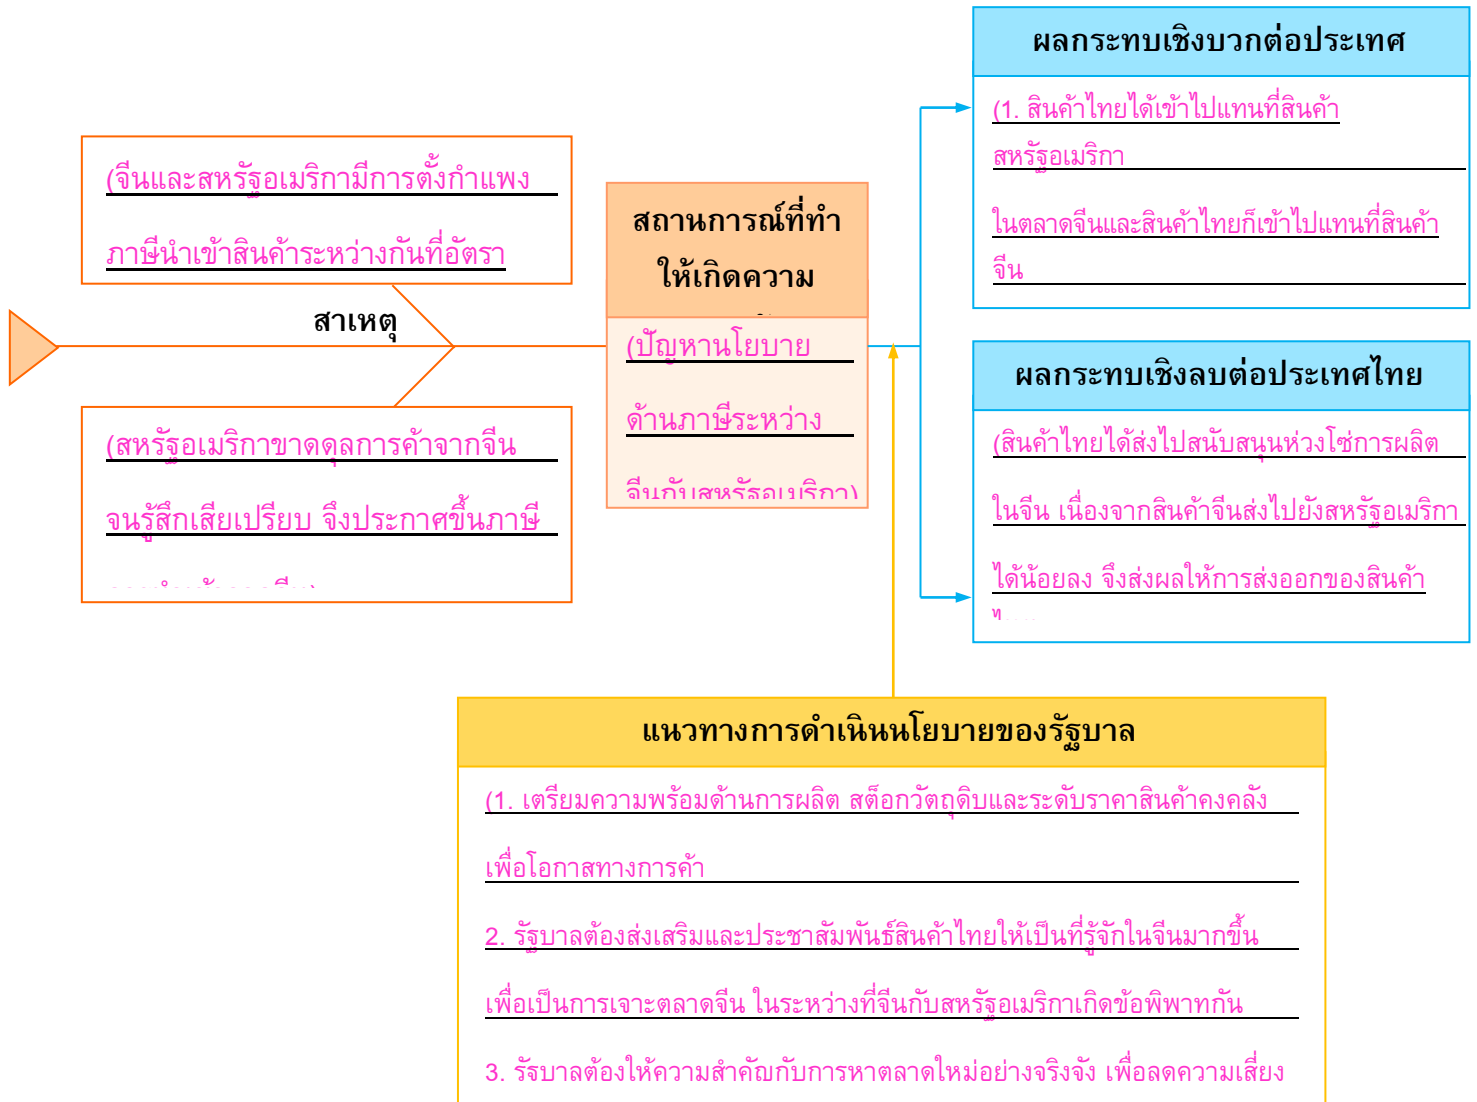 (จีนและสหรัฐอเมริกามีการตั้งกำแพง
ภาษีนำเข้าสินค้าระหว่างกันที่อัตรา
สาเหตุ
(สหรัฐอเมริกาขาดดุลการค้าจากจีน
จนรู้สึกเสียเปรียบ จึงประกาศขึ้นภาษี
สถานการณ์ที่ทำ
ให้เกิดความ
(ปัญหานโยบาย
ด้านภาษีระหว่าง
จีนกับสหรัฐอเมริกา)
ผลกระทบเชิงบวกต่อประเทศ
(1. สินค้าไทยได้เข้าไปแทนที่สินค้า
สหรัฐอเมริกา
ในตลาดจีนและสินค้าไทยก็เข้าไปแทนที่สินค้า
จีน
ผลกระทบเชิงลบต่อประเทศไทย
(สินค้าไทยได้ส่งไปสนับสนุนห่วงโซ่การผลิต
ในจีน เนื่องจากสินค้าจีนส่งไปยังสหรัฐอเมริกา
ได้น้อยลง จึงส่งผลให้การส่งออกของสินค้า
แนวทางการดำเนินนโยบายของรัฐบาล
(1. เตรียมความพร้อมด้านการผลิต สต็อกวัตถุดิบและระดับราคาสินค้าคงคลัง
เพื่อโอกาสทางการค้า
2. รัฐบาลต้องส่งเสริมและประชาสัมพันธ์สินค้าไทยให้เป็นที่รู้จักในจีนมากขึ้น
เพื่อเป็นการเจาะตลาดจีน ในระหว่างที่จีนกับสหรัฐอเมริกาเกิดข้อพิพาทกัน
3. รัฐบาลต้องให้ความสำคัญกับการหาตลาดใหม่อย่างจริงจัง เพื่อลดความเสี่ยง